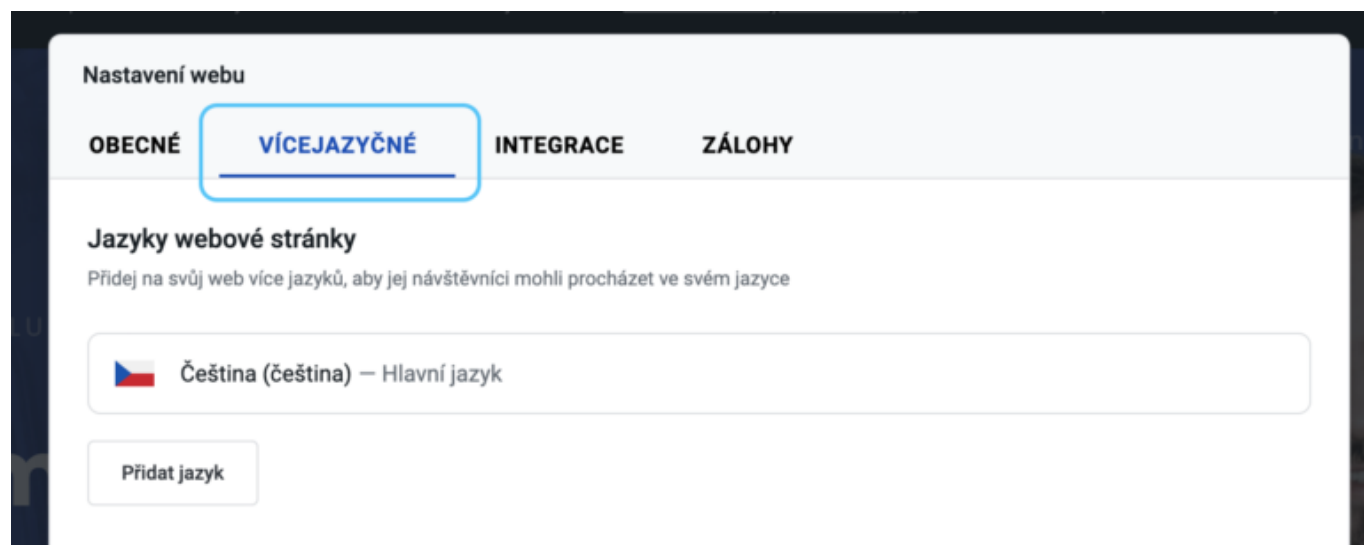 Nastavení webu
OBECNÉ VÍCEJAZYČNÉ INTEGRACE ZÁLOHY
Jazyky webové stránky
Přidej na svůj web více jazyků, aby jej návštěvníci mohli procházet ve svém jazyce
Čeština (čeština) — Hlavní jazyk
Přidat jazyk